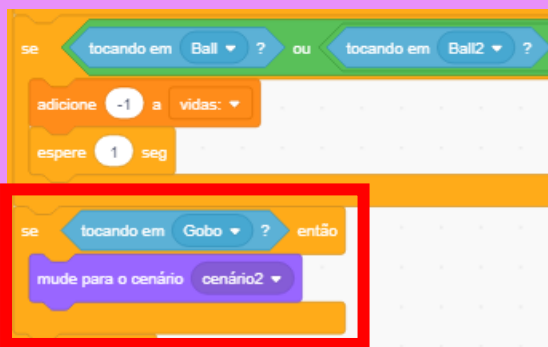 se tocando em Ball ? ou tocando em Ball2 ?
adicione -1 a vidas:
espere 1 seg
se tocando em Gobo ? então
mude para o cenário cenário2